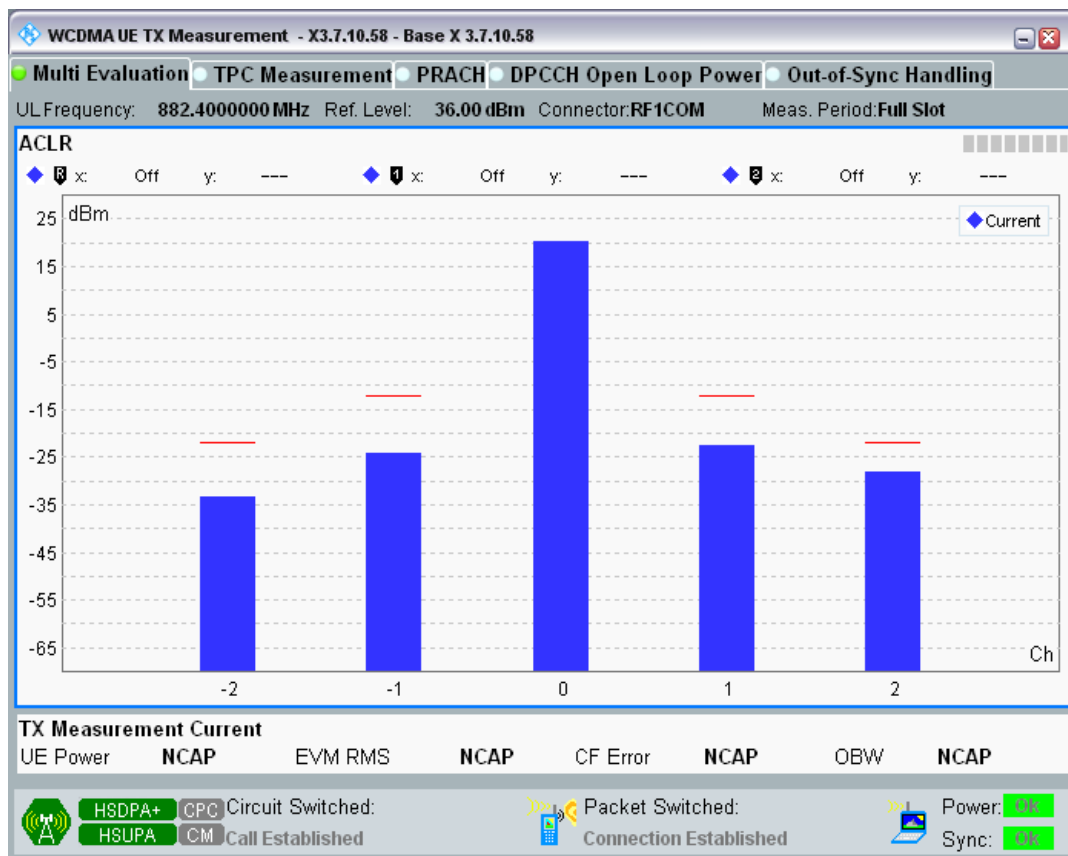 WCDMA UE TX Measurement - X3.7.10.58 - Base X 3.7.10.58
Multi Evaluation TPC Measurement PRACH DPCCH Open Loop Power Out-of-Sync Handling
UL Frequency: 882.4000000 MHz Ref. Level: 36.00 dBm Connector:RF1COM Meas. Period:Full Slot
ACLR
R x: Off y: --- 1 x: Off y: --- 2 x: Off y: ---
dBm
Current
25
15
5
-5
-15
-25
-35
-45
-55
-65
Ch
-2 -1 0 1 2
TX Measurement Current
UE Power NCAP EVM RMS NCAP CF Error NCAP OBW NCAP
HSDPA+ CPC Circuit Switched: Packet Switched: Power: OK
HSUPA CM Call Established Connection Established Sync: OK